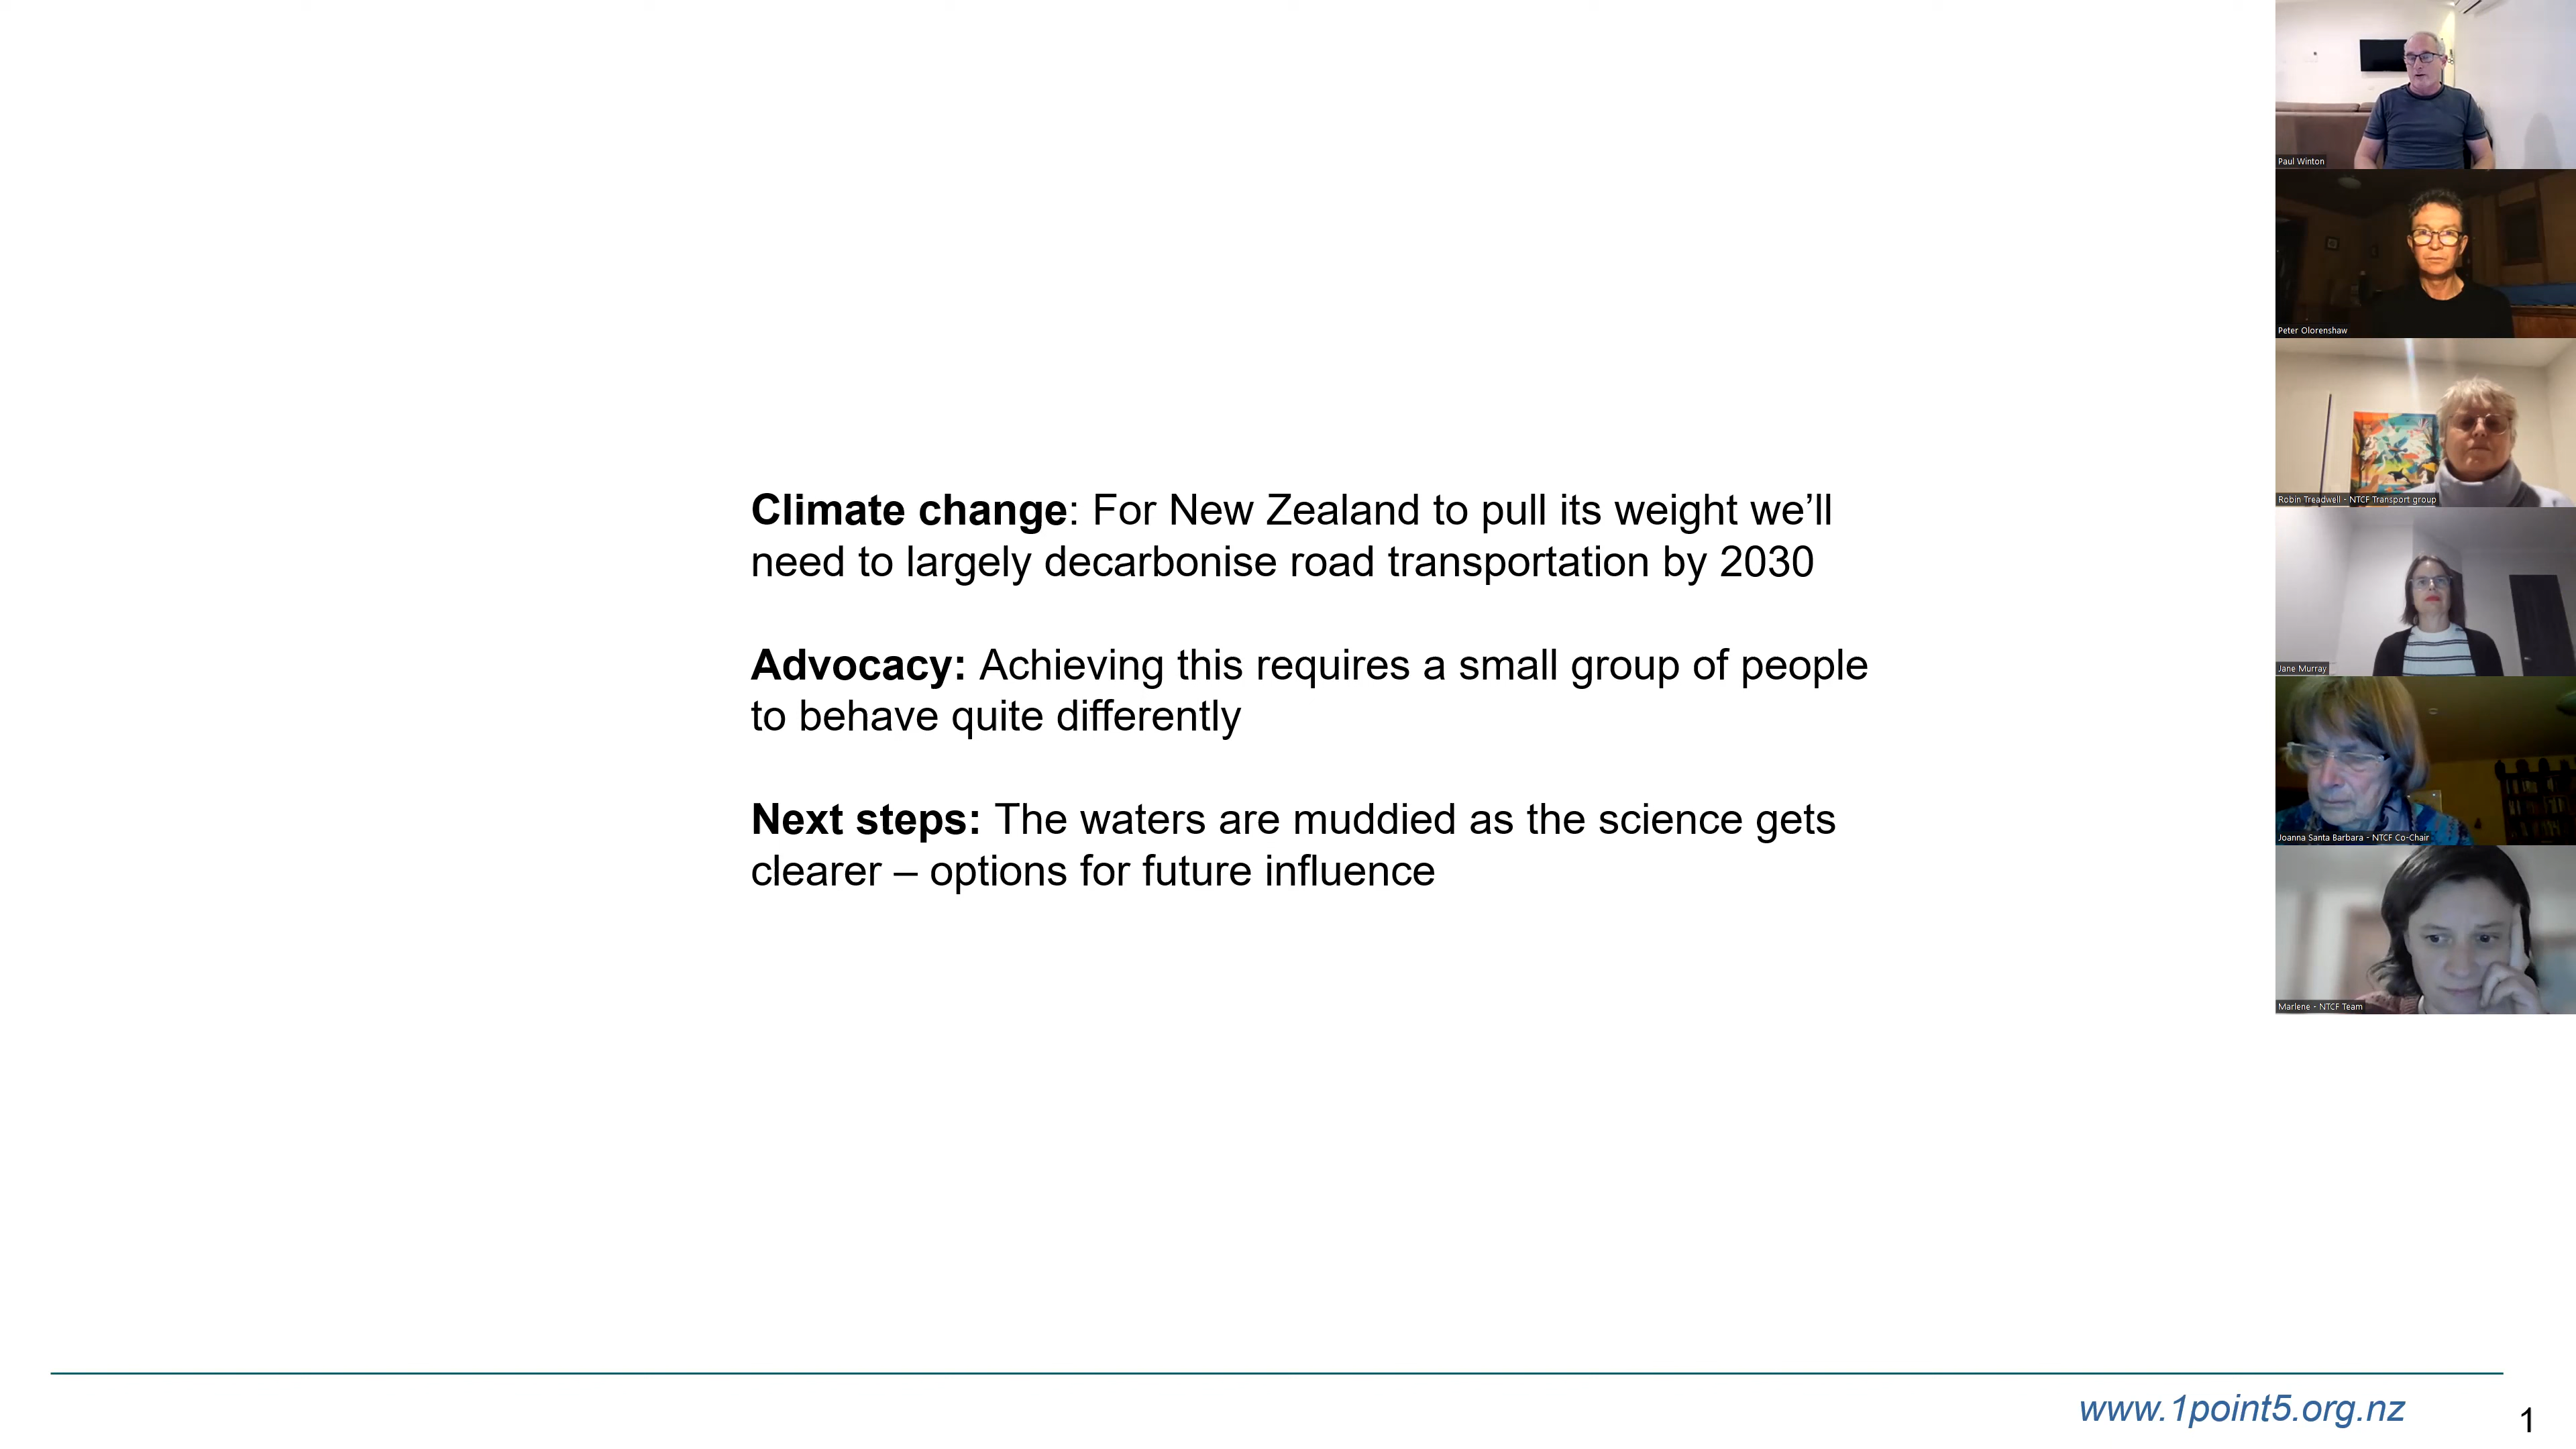 Climate change: For New Zealand to pull its weight we’ll
need to largely decarbonise road transportation by 2030
Advocacy: Achieving this requires a small group of people
to behave quite differently
Next steps: The waters are muddied as the science gets
clearer – options for future influence
Paul Winton
Peter Olorenshaw
Robin Treadwell - NTCF Transport group
Jane Murray
Joanna Santa Barbara - NTCF Co-Chair
Marlene - NTCF Team
www.1point5.org.nz
1